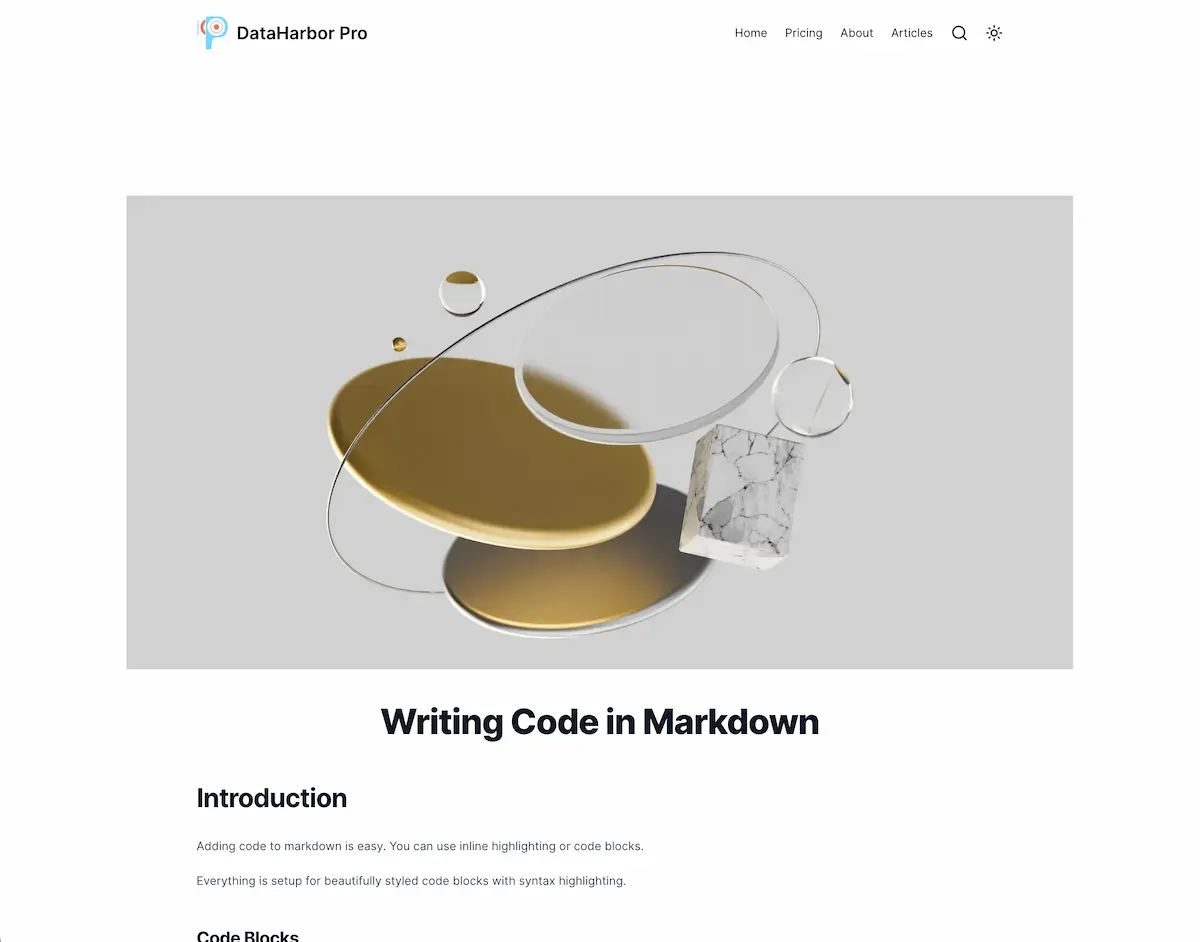 DataHarbor Pro
Home Pricing About Articles
Writing Code in Markdown
Introduction
Adding code to markdown is easy. You can use inline highlighting or code blocks.
Everything is setup for beautifully styled code blocks with syntax highlighting.
Code Blocks